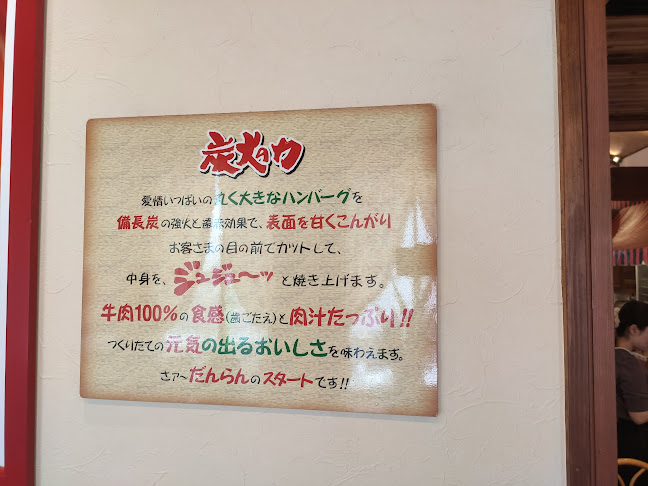 炭火の力
愛情いっぱいの丸く大きなハンバーグを
備長炭の強火と遠赤効果で、表面を甘くこんがり
お客さまの目の前でカットして、
中身を、ジュージューッと焼き上げます。
牛肉100%の食感(歯ごたえ)と肉汁たっぷり!!
つくりたての元気の出るおいしさを味わえます。
さァ〜だんらんのスタートです!!